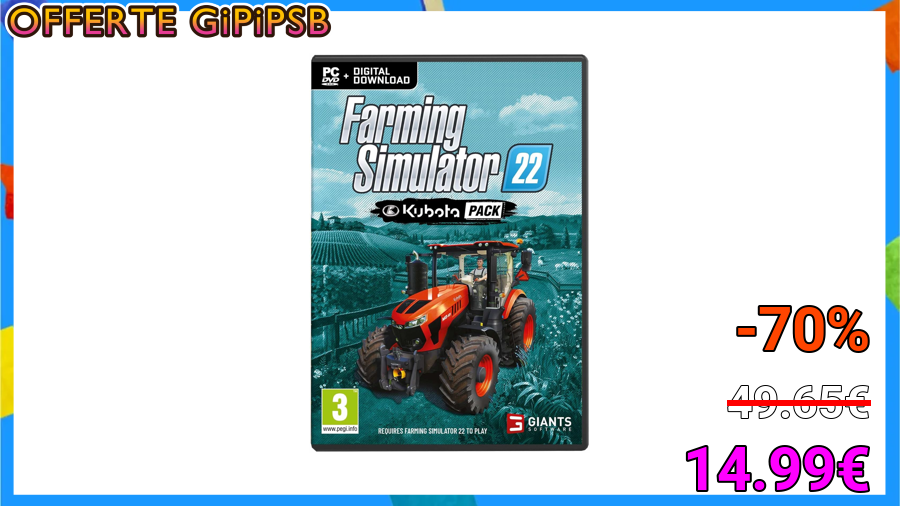 OFFERTE GiPiPSB
PC DVD + DIGITAL DOWNLOAD
Farming
Simulator 22
Kubota PACK
3
www.pegi.info
REQUIRES FARMING SIMULATOR 22 TO PLAY
GIANTS
SOFTWARE
-70%
49.65€
14.99€